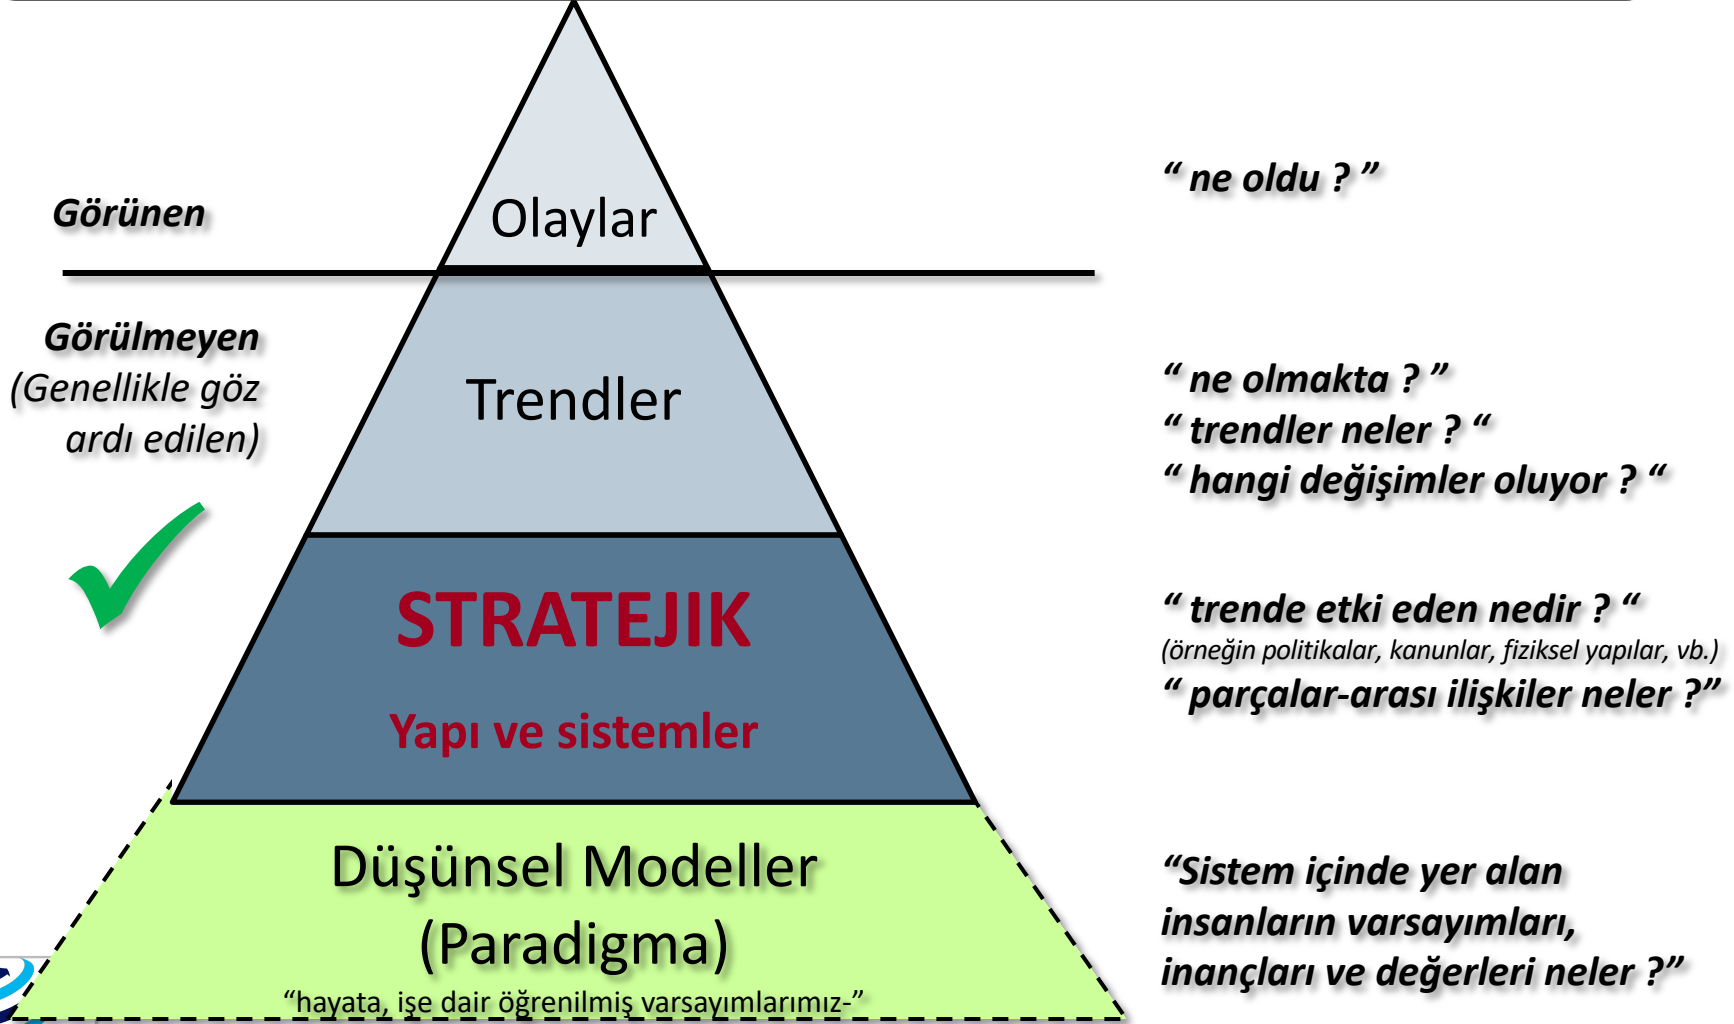 “ ne oldu ? ”
Görünen
Olaylar
Görülmeyen
(Genellikle göz
ardı edilen)
Trendler
“ ne olmakta ? ”
“ trendler neler ? “
“ hangi değişimler oluyor ? “
STRATEJIK
Yapı ve sistemler
“ trende etki eden nedir ? “
(örneğin politikalar, kanunlar, fiziksel yapılar, vb.)
“ parçalar-arası ilişkiler neler ?”
Düşünsel Modeller
(Paradigma)
“hayata, işe dair öğrenilmiş varsayımlarımız-”
“Sistem içinde yer alan
insanların varsayımları,
inançları ve değerleri neler ?”